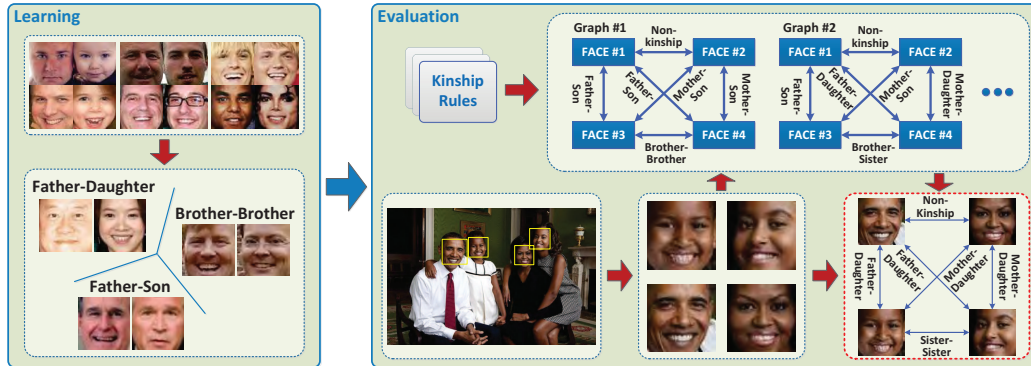 Learning
Father-Daughter
Brother-Brother
Father-Son
Evaluation
Kinship
Rules
Graph #1
Non-
kinship
FACE #1
FACE #2
Father-
Son
Father-
Son
Mother-
Son
Mother-
Son
FACE #3
FACE #4
Brother-
Brother
Graph #2
Non-
kinship
FACE #1
FACE #2
Father-
Son
Father-
Daughter
Mother-
Son
Mother-
Daughter
FACE #3
FACE #4
Brother-
Sister
Non-
Kinship
Father-
Daughter
Father-
Daughter
Mother-
Daughter
Mother-
Daughter
Sister-
Sister